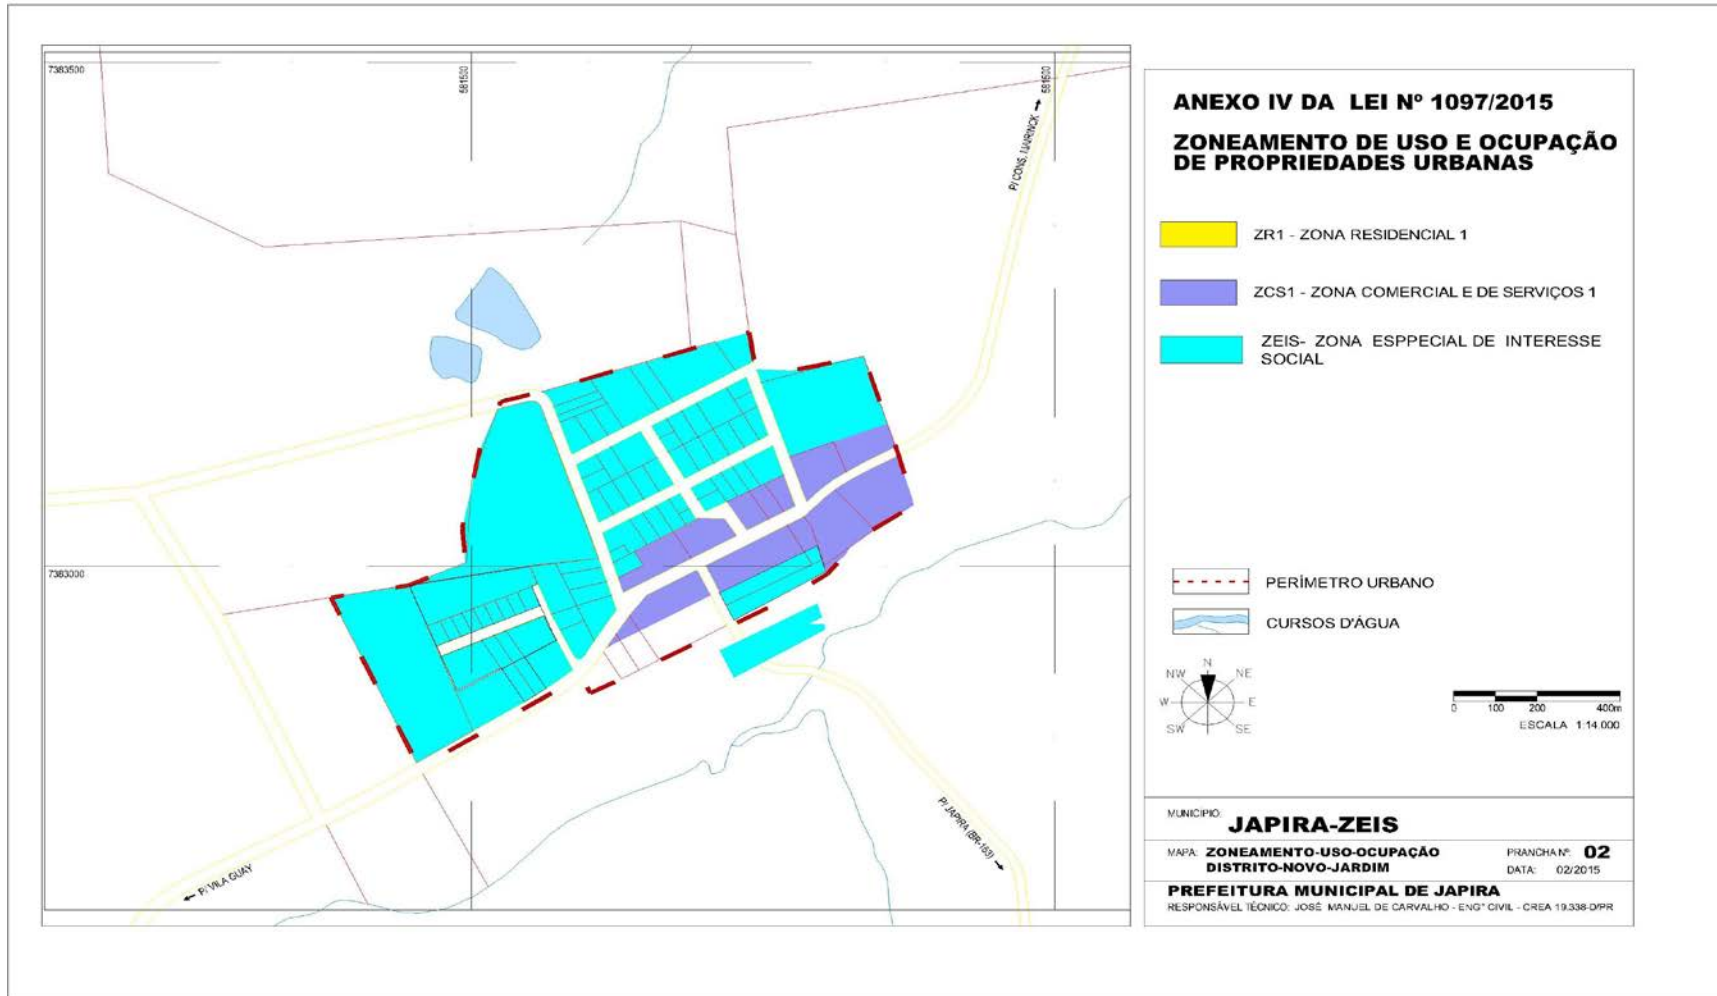 7383500
581500
581500
P/ CONS. MAIRINCK
7383000
P/ VILA GUAY
P/ JAPIRA (BR-153)
ANEXO IV DA LEI Nº 1097/2015
ZONEAMENTO DE USO E OCUPAÇÃO
DE PROPRIEDADES URBANAS
ZR1 - ZONA RESIDENCIAL 1
ZCS1 - ZONA COMERCIAL E DE SERVIÇOS 1
ZEIS- ZONA ESPPECIAL DE INTERESSE
SOCIAL
PERÍMETRO URBANO
CURSOS D'ÁGUA
N
NW NE
W E
SW SE
0 100 200 400m
ESCALA 1:14.000
MUNICIPIO: JAPIRA-ZEIS
MAPA: ZONEAMENTO-USO-OCUPAÇÃO
DISTRITO-NOVO-JARDIM
PRANCHA Nº: 02
DATA: 02/2015
PREFEITURA MUNICIPAL DE JAPIRA
RESPONSÁVEL TÉCNICO: JOSÉ MANUEL DE CARVALHO - ENG° CIVIL - CREA 19.338-D/PR